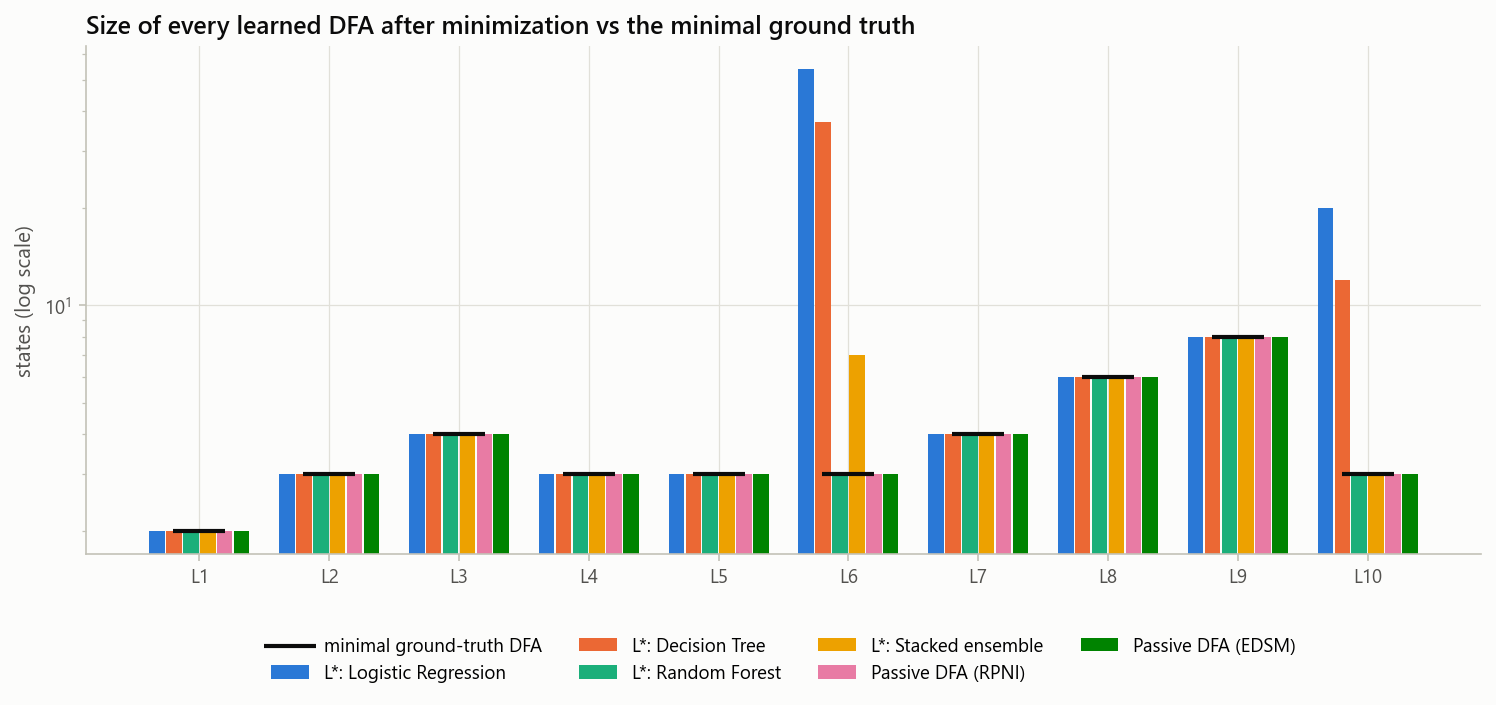 Size of every learned DFA after minimization vs the minimal ground truth
states (log scale)
10¹
L1 L2 L3 L4 L5 L6 L7 L8 L9 L10
minimal ground-truth DFA L*: Decision Tree L*: Stacked ensemble Passive DFA (EDSM)
L*: Logistic Regression L*: Random Forest Passive DFA (RPNI)